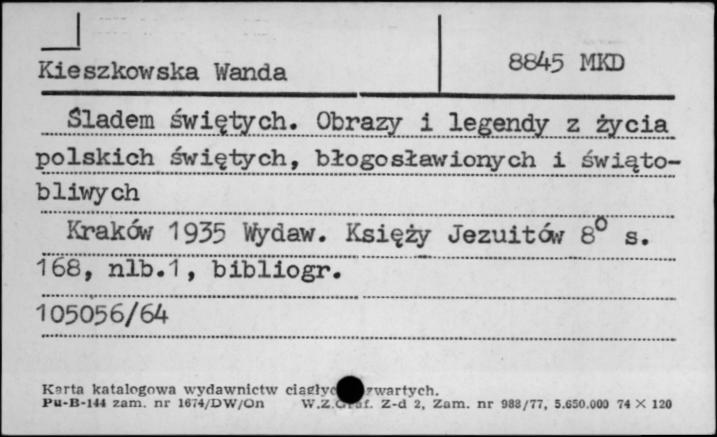 Kieszkowska Wanda
8845 MKD
Śladem świętych. Obrazy i legendy z życia
polskich świętych, błogosławionych i świąto-
bliwych
Kraków 1935 Wydaw. Księży Jezuitów 8° s.
168, nlb.1, bibliogr.
105056/64
Karta katalogowa wydawnictw
Pu-B-144 zam. nr 1674/DW/On W.Z.Graf. Z-d 2, Zam. nr 988/77, 5.650.000 74 × 120